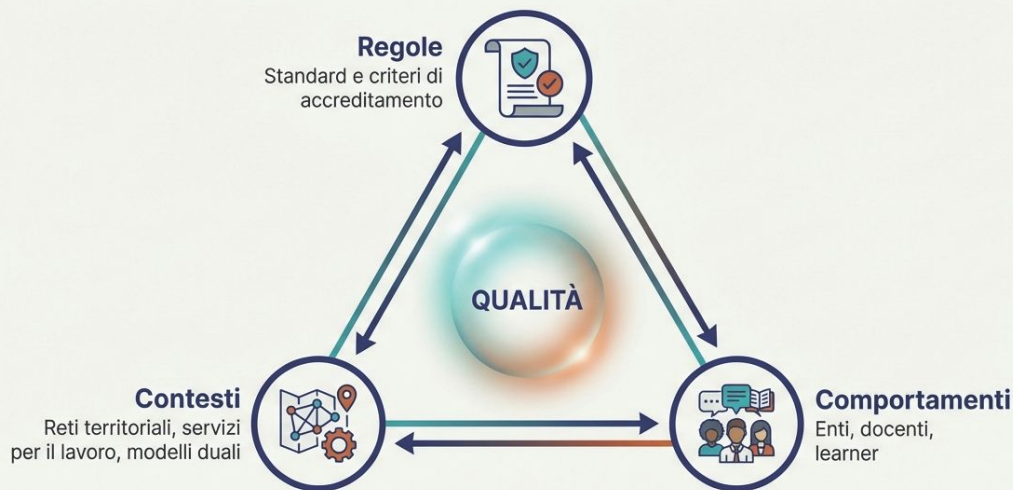 Regole
Standard e criteri di
accreditamento
QUALITÀ
Contesti
Reti territoriali, servizi
per il lavoro, modelli duali
Comportamenti
Enti, docenti,
learner